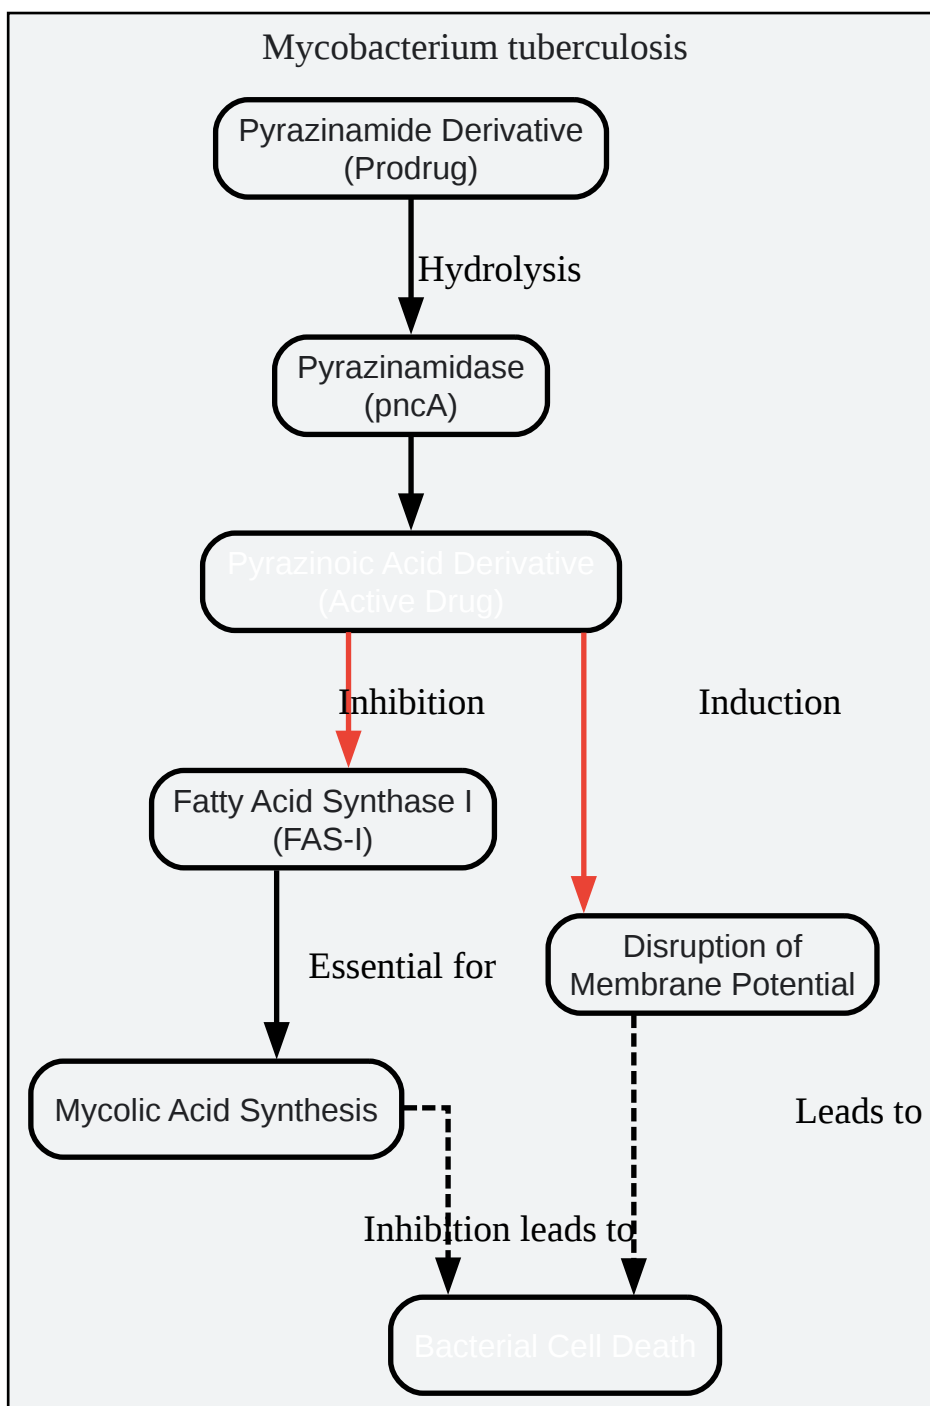 Mycobacterium tuberculosis
Pyrazinamide Derivative
(Prodrug)
Hydrolysis
Pyrazinamidase
(pncA)
Pyrazinoic Acid Derivative
(Active Drug)
Inhibition
Induction
Fatty Acid Synthase I
(FAS-I)
Disruption of
Membrane Potential
Essential for
Mycolic Acid Synthesis
Leads to
Inhibition leads to
Bacterial Cell Death